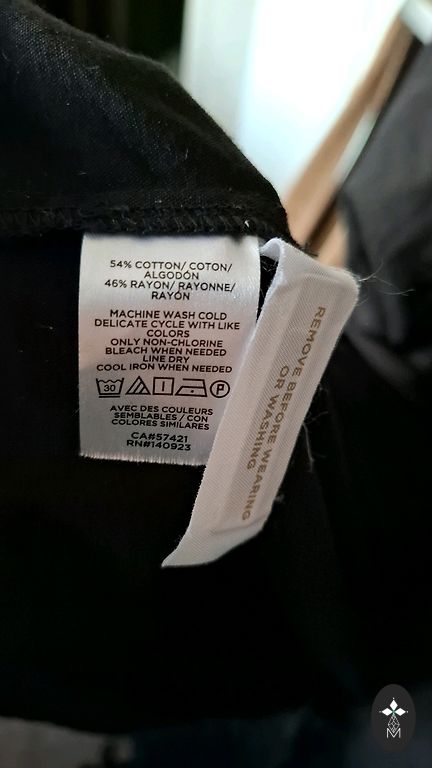 54% COTTON/ COTON/
ALGODÓN
46% RAYON/ RAYONNE/
RAYÓN
MACHINE WASH COLD
DELICATE CYCLE WITH LIKE
COLORS
ONLY NON-CHLORINE
BLEACH WHEN NEEDED
LINE DRY
COOL IRON WHEN NEEDED
30 P
AVEC DES COULEURS
SEMBLABLES / CON
COLORES SIMILARES
CA#57421
RN#140923
REMOVE BEFORE WEARING
OR WASHING
M